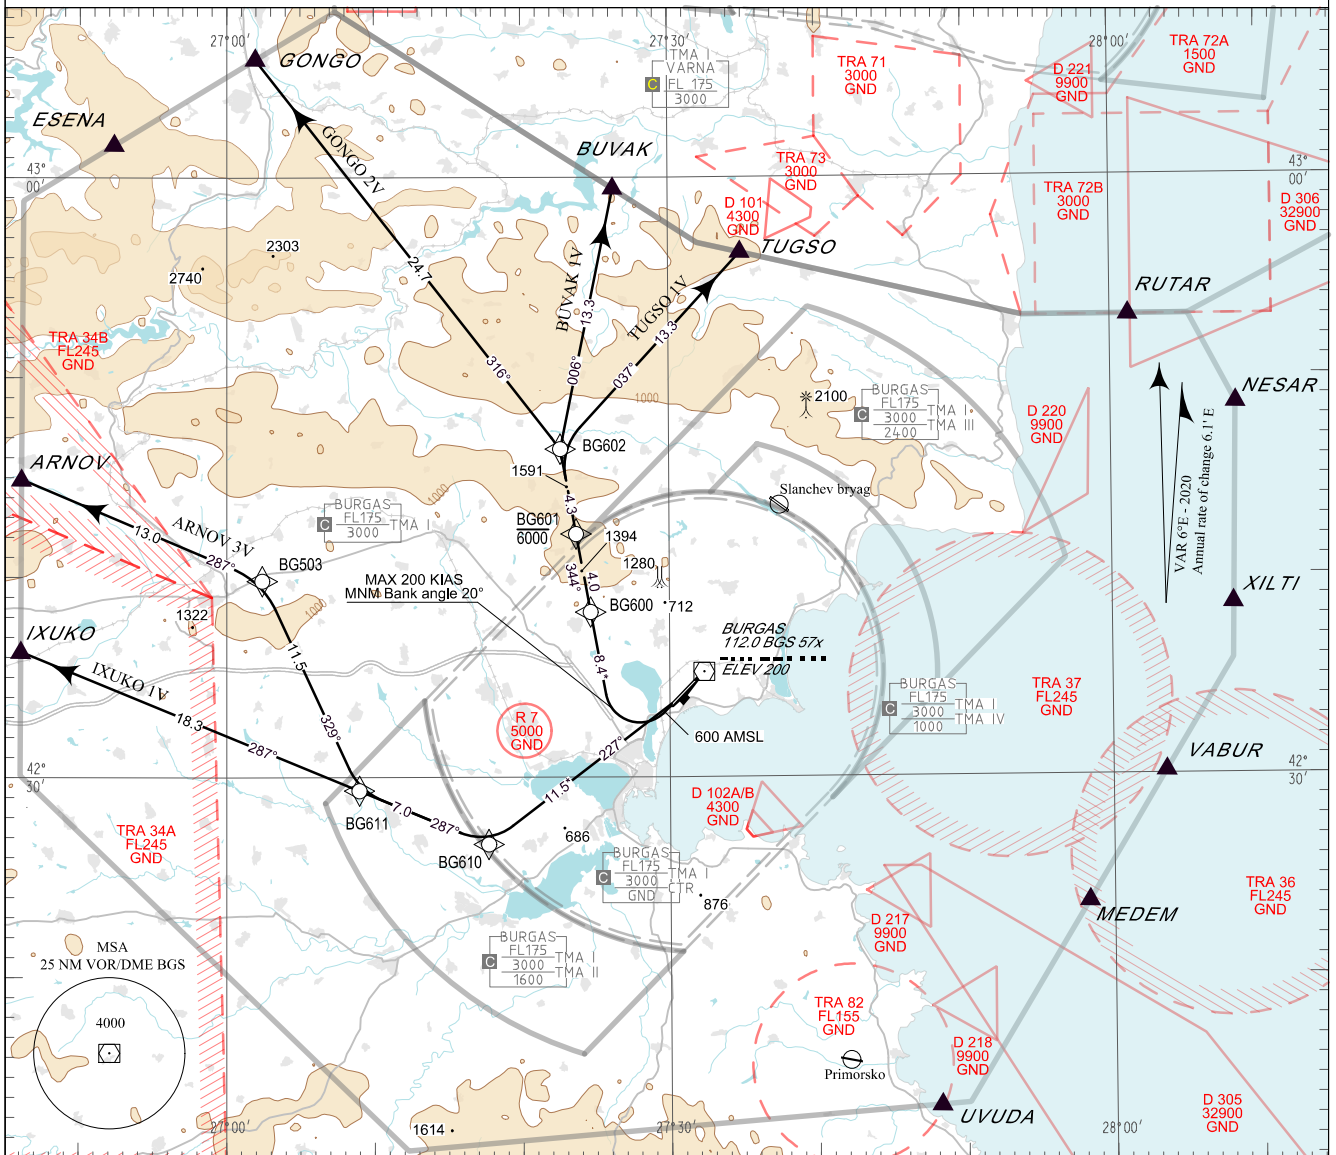 27°00'
27°30'
28°00'
GONGO
ESENA
43°
00'
GONGO 2V
TMA I
VARNA
C
FL 175
3000
TRA 71
3000
GND
D 221
9900
GND
TRA 72A
1500
GND
BUVAK
TRA 73
3000
GND
D 101
4300
GND
TUGSO
TRA 72B
3000
GND
43°
00'
D 306
32900
GND
2303
2740
24.7
BUVAK 1V
13.3
TUGSO 1V
13.3
RUTAR
TRA 34B
FL245
GND
316°
006°
037°
1000
2100
BURGAS
FL175
C
3000
2400
TMA I
TMA III
NESAR
D 220
9900
GND
VAR 6°E - 2020
Annual rate of change 6.1' E
ARNOV
BG602
1591
1000
4.3
Slanchev bryag
BURGAS
FL175
C
3000
TMA I
BG601
6000
1394
13.0
ARNOV 3V
287°
BG503
1280
344°
4.0
MAX 200 KIAS
MNM Bank angle 20°
BG600
712
XILTI
1000
1322
IXUKO
BURGAS
112.0 BGS 57x
ELEV 200
IXUKO 1V
11.5
8.4*
18.3
329°
287°
R 7
5000
GND
227°
600 AMSL
BURGAS
FL175
C
3000
1000
TMA I
TMA IV
TRA 37
FL245
GND
VABUR
42°
30'
42°
30'
11.5*
7.0
287°
BG611
BG610
D 102A/B
4300
GND
TRA 34A
FL245
GND
686
BURGAS
FL175
C
3000
GND
TMA I
CTR
876
TRA 36
FL245
GND
MEDEM
D 217
9900
GND
BURGAS
FL175
C
3000
1600
TMA I
TMA II
MSA
25 NM VOR/DME BGS
4000
TRA 82
FL155
GND
Primorsko
D 218
9900
GND
UVUDA
D 305
32900
GND
1614
27°00'
27°30'
28°00'